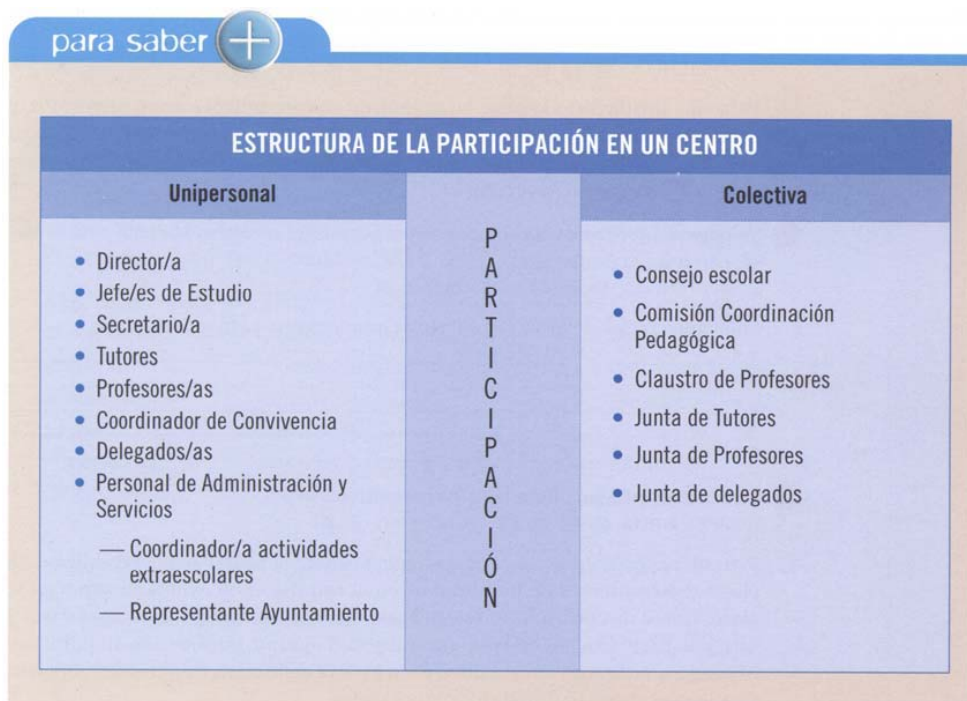 para saber +
ESTRUCTURA DE LA PARTICIPACIÓN EN UN CENTRO
Unipersonal
• Director/a
• Jefe/es de Estudio
• Secretario/a
• Tutores
• Profesores/as
• Coordinador de Convivencia
• Delegados/as
• Personal de Administración y
Servicios
— Coordinador/a actividades
extraescolares
— Representante Ayuntamiento
PARTICIPACIÓN
Colectiva
• Consejo escolar
• Comisión Coordinación
Pedagógica
• Claustro de Profesores
• Junta de Tutores
• Junta de Profesores
• Junta de delegados